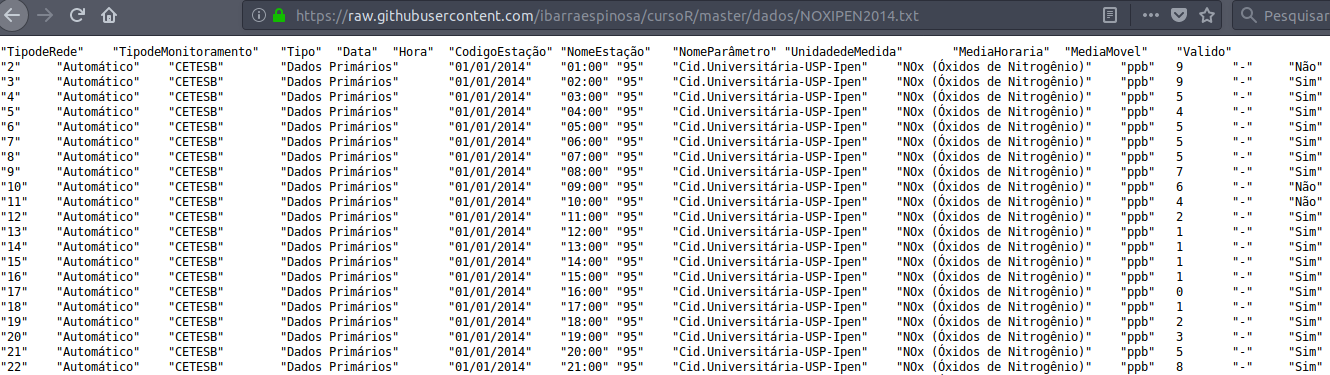 https://raw.githubusercontent.com/ibarraespinosa/cursoR/master/dados/NOXIPEN2014.txt Pesquisar
"TipodeRede" "TipodeMonitoramento" "Tipo" "Data" "Hora" "CodigoEstação" "NomeEstação" "NomeParâmetro" "UnidadedeMedida" "MediaHoraria" "MediaMovel" "Valido"
"2" "Automático" "CETESB" "Dados Primários" "01/01/2014" "01:00" "95" "Cid.Universitária-USP-Ipen" "NOx (Óxidos de Nitrogênio)" "ppb" 9 "-" "Não"
"3" "Automático" "CETESB" "Dados Primários" "01/01/2014" "02:00" "95" "Cid.Universitária-USP-Ipen" "NOx (Óxidos de Nitrogênio)" "ppb" 9 "-" "Sim"
"4" "Automático" "CETESB" "Dados Primários" "01/01/2014" "03:00" "95" "Cid.Universitária-USP-Ipen" "NOx (Óxidos de Nitrogênio)" "ppb" 5 "-" "Sim"
"5" "Automático" "CETESB" "Dados Primários" "01/01/2014" "04:00" "95" "Cid.Universitária-USP-Ipen" "NOx (Óxidos de Nitrogênio)" "ppb" 4 "-" "Sim"
"6" "Automático" "CETESB" "Dados Primários" "01/01/2014" "05:00" "95" "Cid.Universitária-USP-Ipen" "NOx (Óxidos de Nitrogênio)" "ppb" 5 "-" "Sim"
"7" "Automático" "CETESB" "Dados Primários" "01/01/2014" "06:00" "95" "Cid.Universitária-USP-Ipen" "NOx (Óxidos de Nitrogênio)" "ppb" 5 "-" "Sim"
"8" "Automático" "CETESB" "Dados Primários" "01/01/2014" "07:00" "95" "Cid.Universitária-USP-Ipen" "NOx (Óxidos de Nitrogênio)" "ppb" 5 "-" "Sim"
"9" "Automático" "CETESB" "Dados Primários" "01/01/2014" "08:00" "95" "Cid.Universitária-USP-Ipen" "NOx (Óxidos de Nitrogênio)" "ppb" 7 "-" "Sim"
"10" "Automático" "CETESB" "Dados Primários" "01/01/2014" "09:00" "95" "Cid.Universitária-USP-Ipen" "NOx (Óxidos de Nitrogênio)" "ppb" 6 "-" "Não"
"11" "Automático" "CETESB" "Dados Primários" "01/01/2014" "10:00" "95" "Cid.Universitária-USP-Ipen" "NOx (Óxidos de Nitrogênio)" "ppb" 4 "-" "Não"
"12" "Automático" "CETESB" "Dados Primários" "01/01/2014" "11:00" "95" "Cid.Universitária-USP-Ipen" "NOx (Óxidos de Nitrogênio)" "ppb" 2 "-" "Sim"
"13" "Automático" "CETESB" "Dados Primários" "01/01/2014" "12:00" "95" "Cid.Universitária-USP-Ipen" "NOx (Óxidos de Nitrogênio)" "ppb" 1 "-" "Sim"
"14" "Automático" "CETESB" "Dados Primários" "01/01/2014" "13:00" "95" "Cid.Universitária-USP-Ipen" "NOx (Óxidos de Nitrogênio)" "ppb" 1 "-" "Sim"
"15" "Automático" "CETESB" "Dados Primários" "01/01/2014" "14:00" "95" "Cid.Universitária-USP-Ipen" "NOx (Óxidos de Nitrogênio)" "ppb" 1 "-" "Sim"
"16" "Automático" "CETESB" "Dados Primários" "01/01/2014" "15:00" "95" "Cid.Universitária-USP-Ipen" "NOx (Óxidos de Nitrogênio)" "ppb" 1 "-" "Sim"
"17" "Automático" "CETESB" "Dados Primários" "01/01/2014" "16:00" "95" "Cid.Universitária-USP-Ipen" "NOx (Óxidos de Nitrogênio)" "ppb" 0 "-" "Sim"
"18" "Automático" "CETESB" "Dados Primários" "01/01/2014" "17:00" "95" "Cid.Universitária-USP-Ipen" "NOx (Óxidos de Nitrogênio)" "ppb" 1 "-" "Sim"
"19" "Automático" "CETESB" "Dados Primários" "01/01/2014" "18:00" "95" "Cid.Universitária-USP-Ipen" "NOx (Óxidos de Nitrogênio)" "ppb" 2 "-" "Sim"
"20" "Automático" "CETESB" "Dados Primários" "01/01/2014" "19:00" "95" "Cid.Universitária-USP-Ipen" "NOx (Óxidos de Nitrogênio)" "ppb" 3 "-" "Sim"
"21" "Automático" "CETESB" "Dados Primários" "01/01/2014" "20:00" "95" "Cid.Universitária-USP-Ipen" "NOx (Óxidos de Nitrogênio)" "ppb" 5 "-" "Sim"
"22" "Automático" "CETESB" "Dados Primários" "01/01/2014" "21:00" "95" "Cid.Universitária-USP-Ipen" "NOx (Óxidos de Nitrogênio)" "ppb" 8 "-" "Sim"